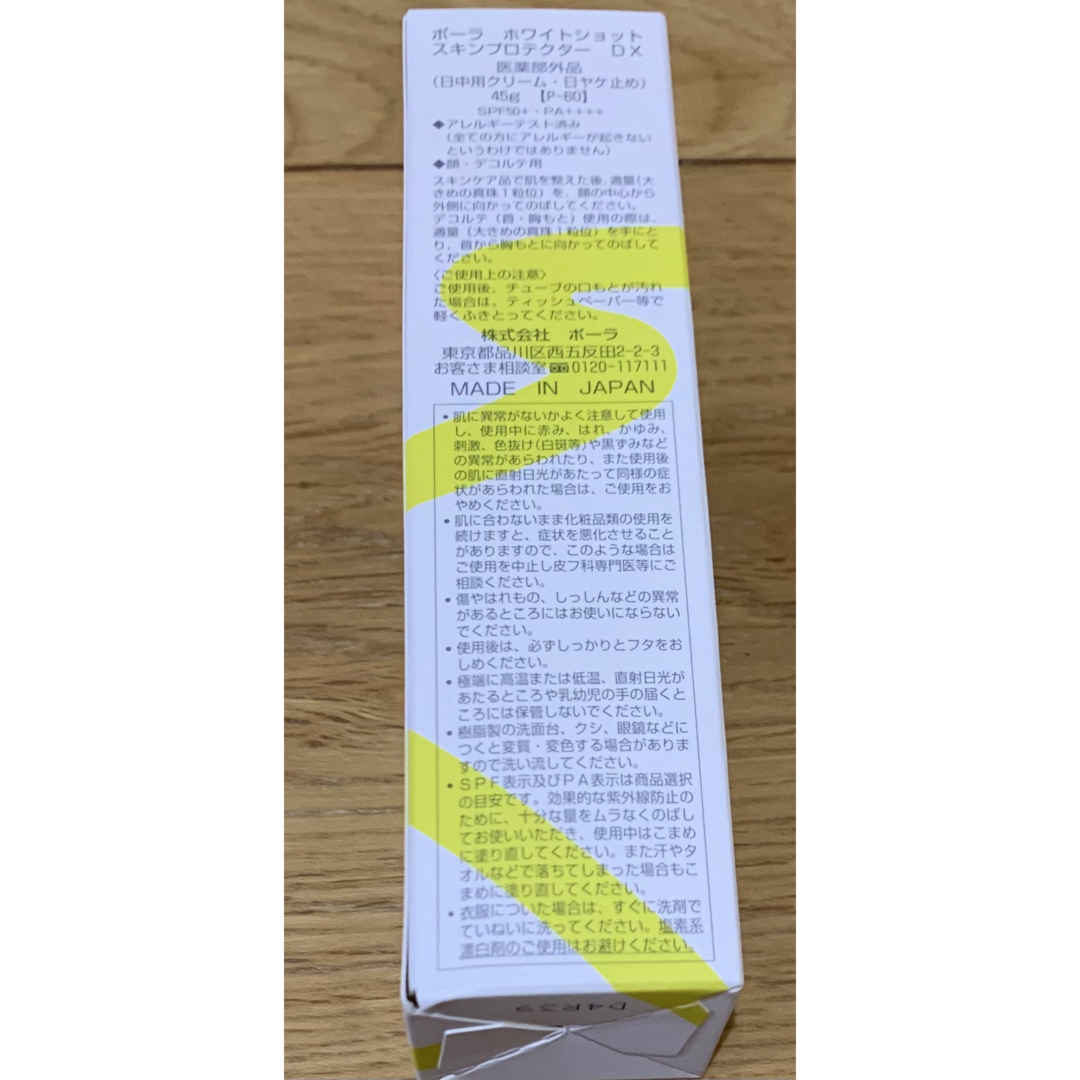 ポーラ　ホワイトショット
スキンプロテクター　DX
医薬部外品
（日中用クリーム・日ヤケ止め）
45g　【P-60】
SPF50+・PA++++
◆アレルギーテスト済み
（全ての方にアレルギーが起きない
というわけではありません）
◆顔・デコルテ用
スキンケア品で肌を整えた後、適量（大
きめの真珠1粒位）を、顔の中心から
外側に向かってのばしてください。
デコルテ（首・胸もと）使用の際は、
適量（大きめの真珠1粒位）を手にと
り、首から胸もとに向かってのばして
ください。
〈ご使用上の注意〉
ご使用後、チューブの口もとが汚れ
た場合は、ティッシュペーパー等で
軽くふきとってください。
株式会社　ポーラ
東京都品川区西五反田2-2-3
お客さま相談室 0120-117111
MADE IN JAPAN
・肌に異常がないかよく注意して使用
し、使用中に赤み、はれ、かゆみ、
刺激、色抜け（白斑等）や黒ずみなど
の異常があらわれたり、また使用後
の肌に直射日光があたって同様の症
状があらわれた場合は、ご使用をお
やめください。
・肌に合わないまま化粧品類の使用を
続けますと、症状を悪化させること
がありますので、このような場合は
ご使用を中止し皮フ科専門医等にご
相談ください。
・傷やはれもの、しっしんなどの異常
があるところにはお使いにならない
でください。
・使用後は、必ずしっかりとフタをお
しめください。
・極端に高温または低温、直射日光が
あたるところや乳幼児の手の届くと
ころには保管しないでください。
・樹脂製の洗面台、クシ、眼鏡などに
つくと変質・変色する場合がありま
すので洗い流してください。
・SPF表示及びPA表示は商品選択
の目安です。効果的な紫外線防止の
ために、十分な量をムラなくのばし
てお使いいただき、使用中はこまめ
に塗り直してください。また汗やタ
オルなどで落ちてしまった場合もこ
まめに塗り直してください。
・衣服についた場合は、すぐに洗剤で
ていねいに洗ってください。塩素系
漂白剤のご使用はお避けください。
D4R39